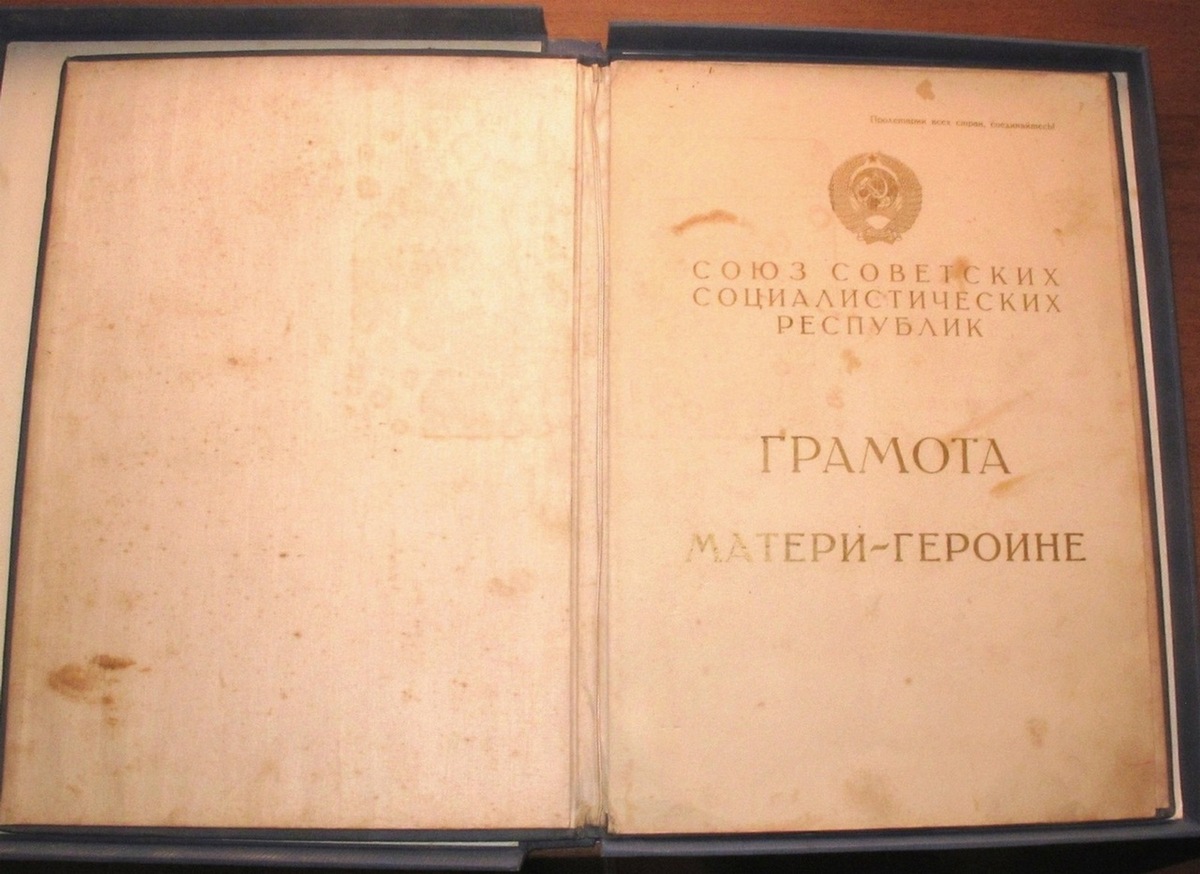 Пролетарии всех стран, соединяйтесь!
СОЮЗ СОВЕТСКИХ
СОЦИАЛИСТИЧЕСКИХ
РЕСПУБЛИК
ГРАМОТА
МАТЕРИ-ГЕРОИНЕ